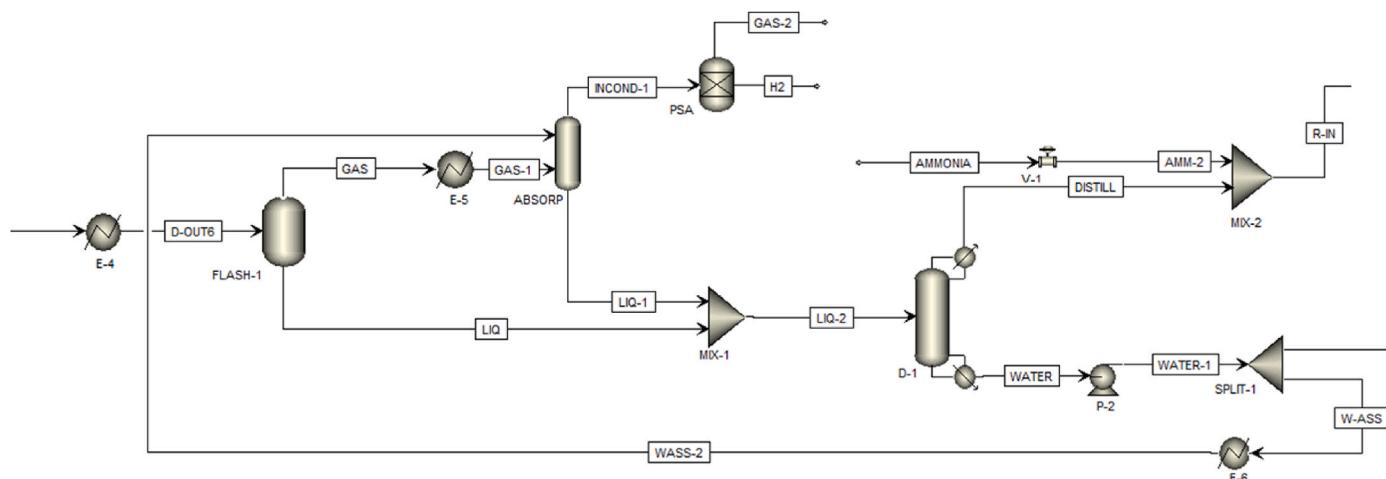 GAS-2
INCOND-1
H2
PSA
R-IN
GAS
GAS-1
AMMONIA
AMM-2
V-1
DISTILL
E-5
ABSORP
MIX-2
D-OUT6
E-4
FLASH-1
LIQ-1
LIQ-2
LIQ
MIX-1
D-1
WATER
WATER-1
P-2
SPLIT-1
W-ASS
WASS-2
E-6